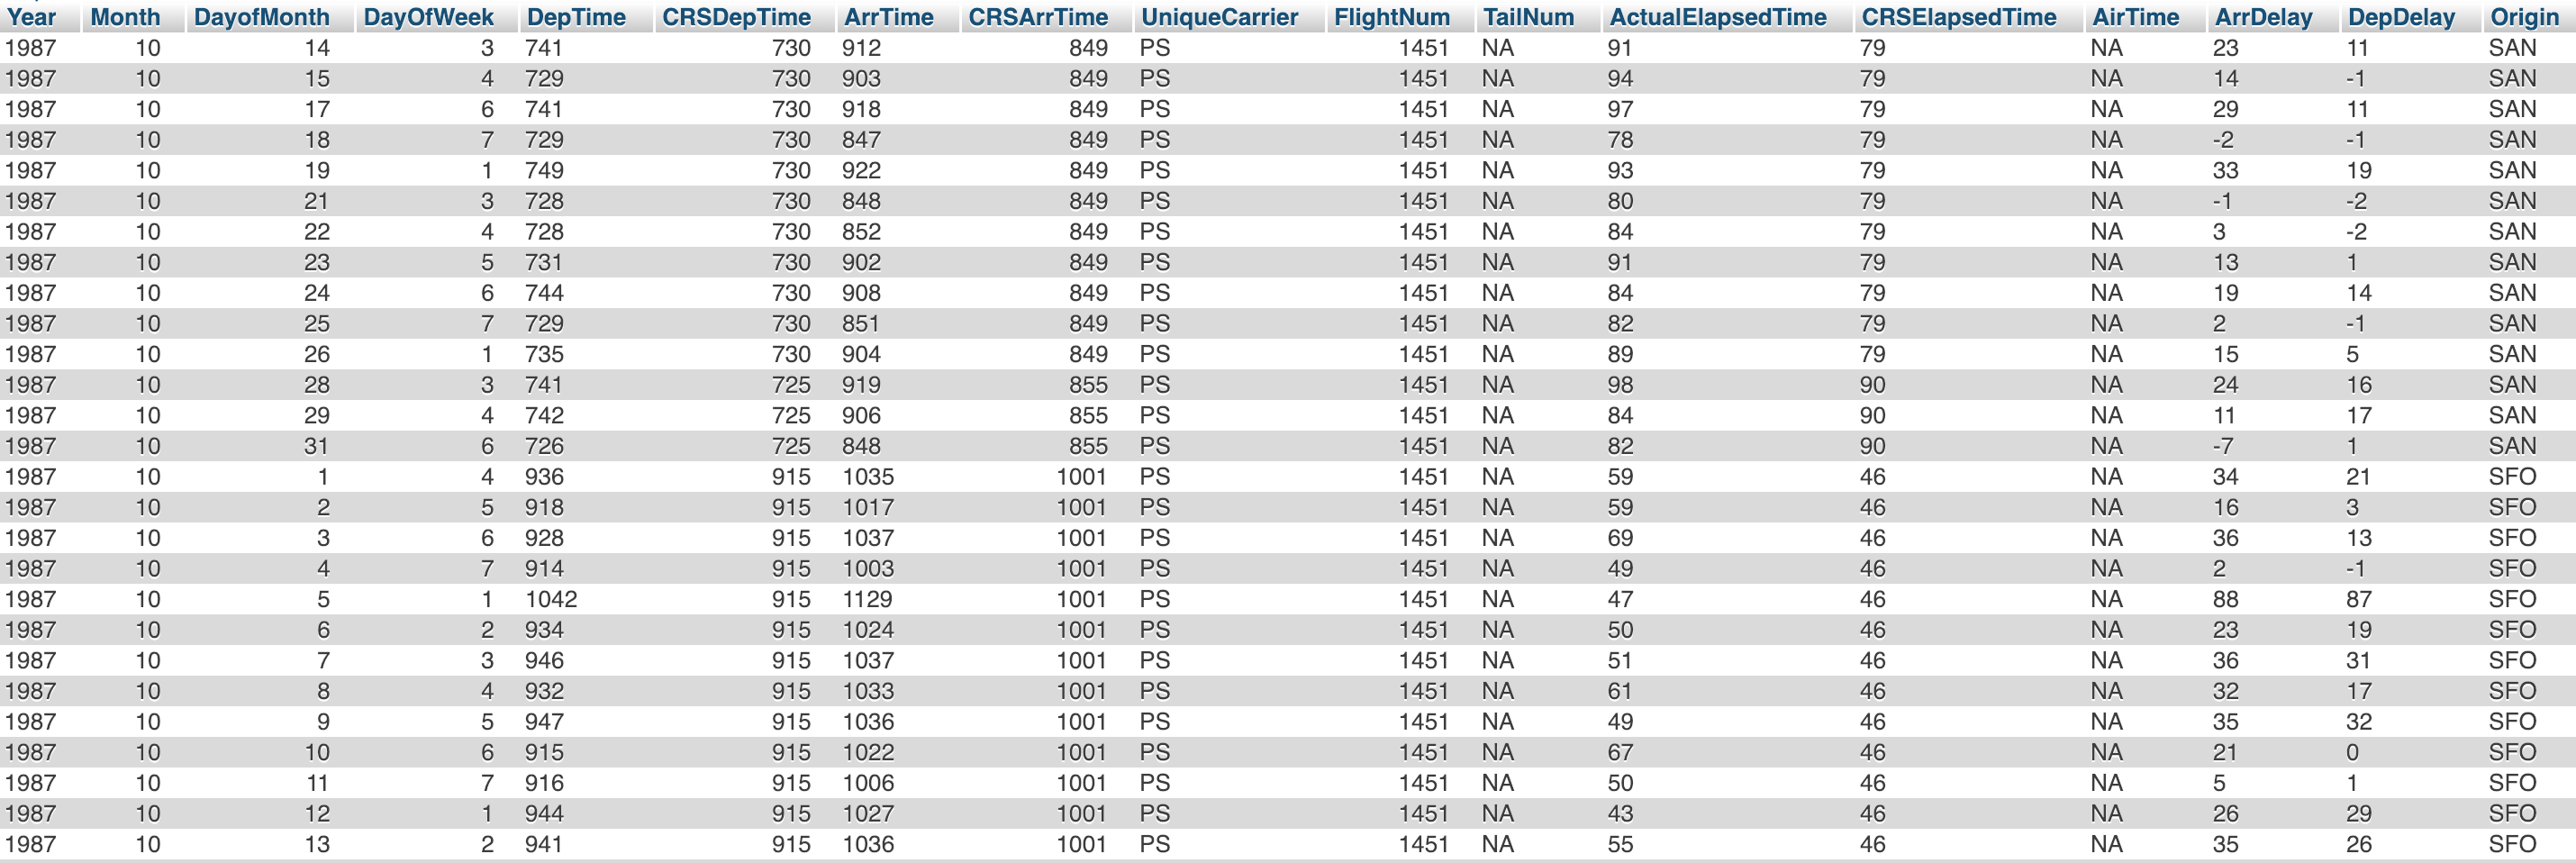 Year Month DayofMonth DayOfWeek DepTime CRSDepTime ArrTime CRSArrTime UniqueCarrier FlightNum TailNum ActualElapsedTime CRSElapsedTime AirTime ArrDelay DepDelay Origin
1987 10 14 3 741 730 912 849 PS 1451 NA 91 79 NA 23 11 SAN
1987 10 15 4 729 730 903 849 PS 1451 NA 94 79 NA 14 -1 SAN
1987 10 17 6 741 730 918 849 PS 1451 NA 97 79 NA 29 11 SAN
1987 10 18 7 729 730 847 849 PS 1451 NA 78 79 NA -2 -1 SAN
1987 10 19 1 749 730 922 849 PS 1451 NA 93 79 NA 33 19 SAN
1987 10 21 3 728 730 848 849 PS 1451 NA 80 79 NA -1 -2 SAN
1987 10 22 4 728 730 852 849 PS 1451 NA 84 79 NA 3 -2 SAN
1987 10 23 5 731 730 902 849 PS 1451 NA 91 79 NA 13 1 SAN
1987 10 24 6 744 730 908 849 PS 1451 NA 84 79 NA 19 14 SAN
1987 10 25 7 729 730 851 849 PS 1451 NA 82 79 NA 2 -1 SAN
1987 10 26 1 735 730 904 849 PS 1451 NA 89 79 NA 15 5 SAN
1987 10 28 3 741 725 919 855 PS 1451 NA 98 90 NA 24 16 SAN
1987 10 29 4 742 725 906 855 PS 1451 NA 84 90 NA 11 17 SAN
1987 10 31 6 726 725 848 855 PS 1451 NA 82 90 NA -7 1 SAN
1987 10 1 4 936 915 1035 1001 PS 1451 NA 59 46 NA 34 21 SFO
1987 10 2 5 918 915 1017 1001 PS 1451 NA 59 46 NA 16 3 SFO
1987 10 3 6 928 915 1037 1001 PS 1451 NA 69 46 NA 36 13 SFO
1987 10 4 7 914 915 1003 1001 PS 1451 NA 49 46 NA 2 -1 SFO
1987 10 5 1 1042 915 1129 1001 PS 1451 NA 47 46 NA 88 87 SFO
1987 10 6 2 934 915 1024 1001 PS 1451 NA 50 46 NA 23 19 SFO
1987 10 7 3 946 915 1037 1001 PS 1451 NA 51 46 NA 36 31 SFO
1987 10 8 4 932 915 1033 1001 PS 1451 NA 61 46 NA 32 17 SFO
1987 10 9 5 947 915 1036 1001 PS 1451 NA 49 46 NA 35 32 SFO
1987 10 10 6 915 915 1022 1001 PS 1451 NA 67 46 NA 21 0 SFO
1987 10 11 7 916 915 1006 1001 PS 1451 NA 50 46 NA 5 1 SFO
1987 10 12 1 944 915 1027 1001 PS 1451 NA 43 46 NA 26 29 SFO
1987 10 13 2 941 915 1036 1001 PS 1451 NA 55 46 NA 35 26 SFO